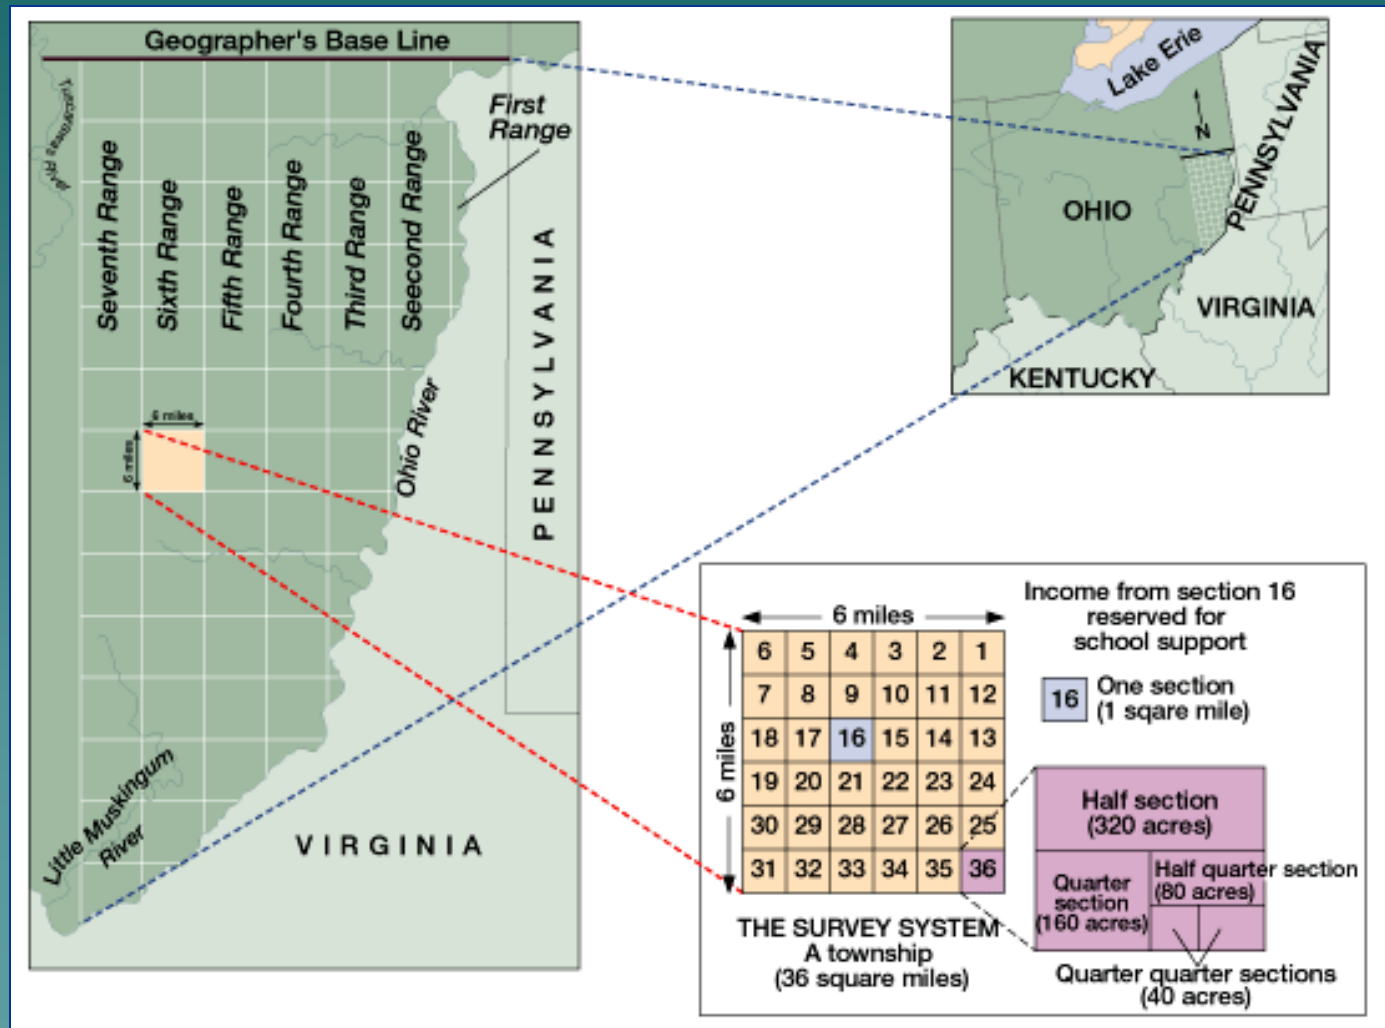 Geographer's Base Line
Tuscarawas River
First
Range
Seventh Range
Sixth Range
Fifth Range
Fourth Range
Third Range
Seecond Range
PENNSYLVANIA
Ohio River
6 miles
6 miles
Little Muskingum
River
VIRGINIA
Lake Erie
N
OHIO
PENNSYLVANIA
VIRGINIA
KENTUCKY
6 miles
6 miles
6 5 4 3 2 1
7 8 9 10 11 12
18 17 16 15 14 13
19 20 21 22 23 24
30 29 28 27 26 25
31 32 33 34 35 36
THE SURVEY SYSTEM
A township
(36 square miles)
Income from section 16
reserved for
school support
16
One section
(1 sqare mile)
Half section
(320 acres)
Quarter
section
(160 acres)
Half quarter section
(80 acres)
Quarter quarter sections
(40 acres)